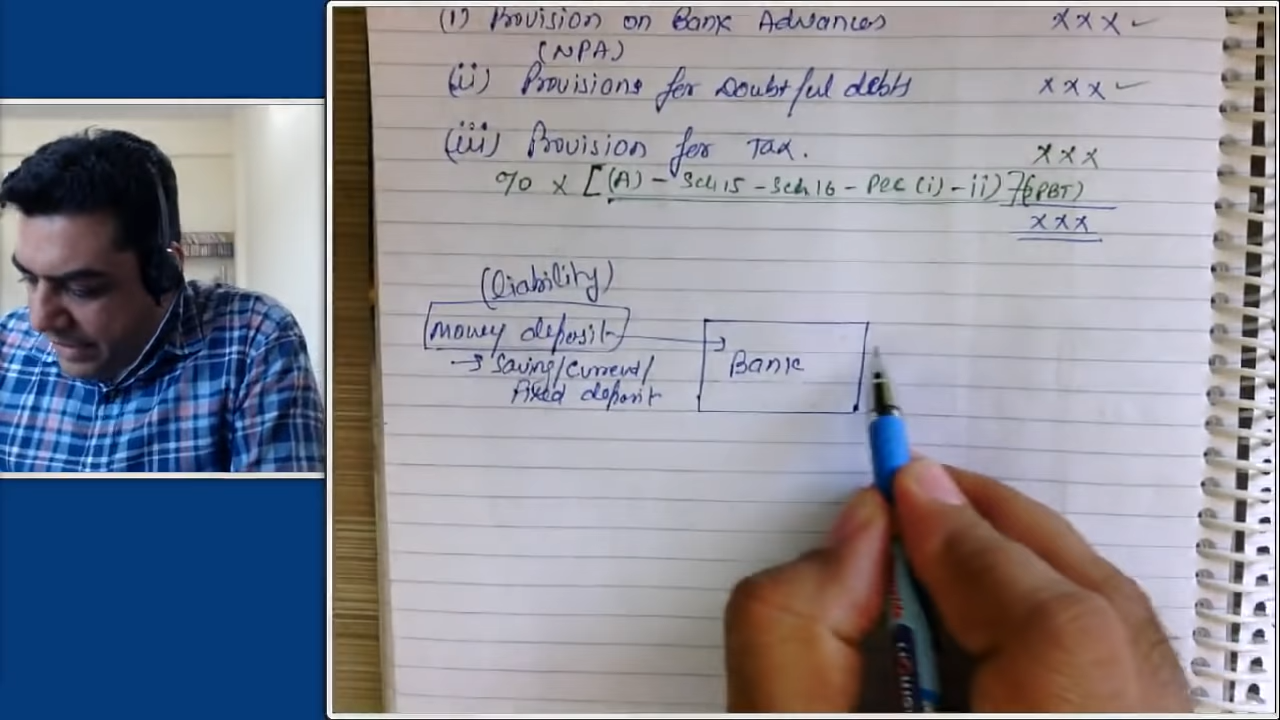 (i) Provision on Bank Advances xxx
(NPA)
(ii) Provisions for Doubtful debts xxx
(iii) Provision for Tax. xxx
% x [(A) - Sch 15 - Sch 16 - PEC (i) - ii)] (PBT)
xxx
(liability)
money deposit
→ Saving/Current/
Fixed deposit
Bank